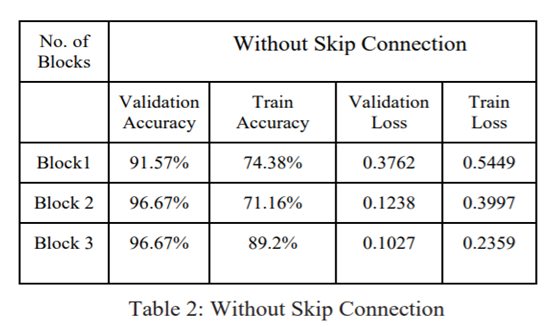 No. of Without Skip Connection
Blocks
Validation Train Validation Train
Accuracy Accuracy Loss Loss
Block1 91.57% 74.38% 0.3762 0.5449
Block 2 96.67% 71.16% 0.1238 0.3997
Block 3 96.67% 89.2% 0.1027 0.2359
Table 2: Without Skip Connection